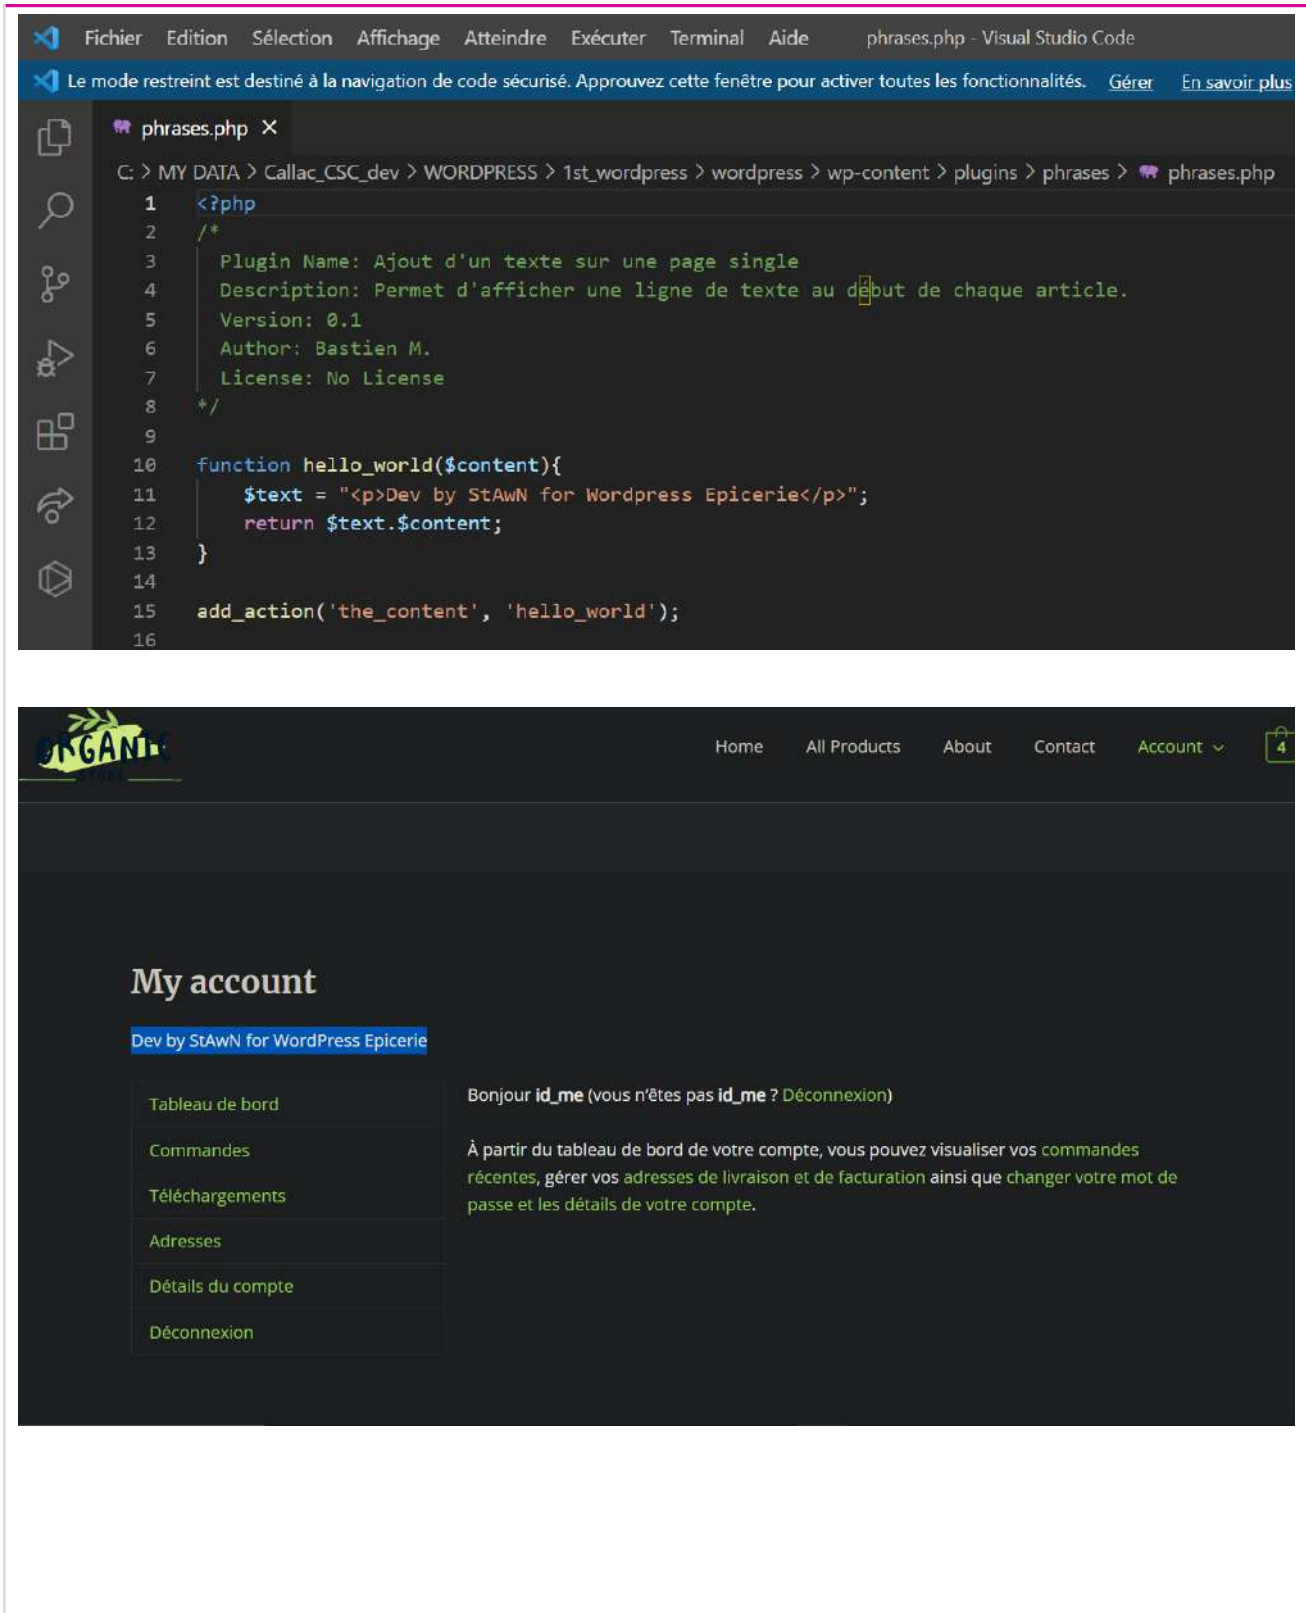 Fichier Edition Sélection Affichage Atteindre Exécuter Terminal Aide phrases.php - Visual Studio Code
Le mode restreint est destiné à la navigation de code sécurisé. Approuvez cette fenêtre pour activer toutes les fonctionnalités. Gérer En savoir plus
phrases.php ×
C: > MY DATA > Callac_CSC_dev > WORDPRESS > 1st_wordpress > wordpress > wp-content > plugins > phrases > phrases.php
1 <?php
2 /*
3 Plugin Name: Ajout d'un texte sur une page single
4 Description: Permet d'afficher une ligne de texte au début de chaque article.
5 Version: 0.1
6 Author: Bastien M.
7 License: No License
8 */
9
10 function hello_world($content){
11 $text = "<p>Dev by StAwN for Wordpress Epicerie</p>";
12 return $text.$content;
13 }
14
15 add_action('the_content', 'hello_world');
16
ORGANIC
STORE
Home All Products About Contact Account 4
My account
Dev by StAwN for WordPress Epicerie
Tableau de bord
Commandes
Téléchargements
Adresses
Détails du compte
Déconnexion
Bonjour id_me (vous n'êtes pas id_me ? Déconnexion)
À partir du tableau de bord de votre compte, vous pouvez visualiser vos commandes
récentes, gérer vos adresses de livraison et de facturation ainsi que changer votre mot de
passe et les détails de votre compte.